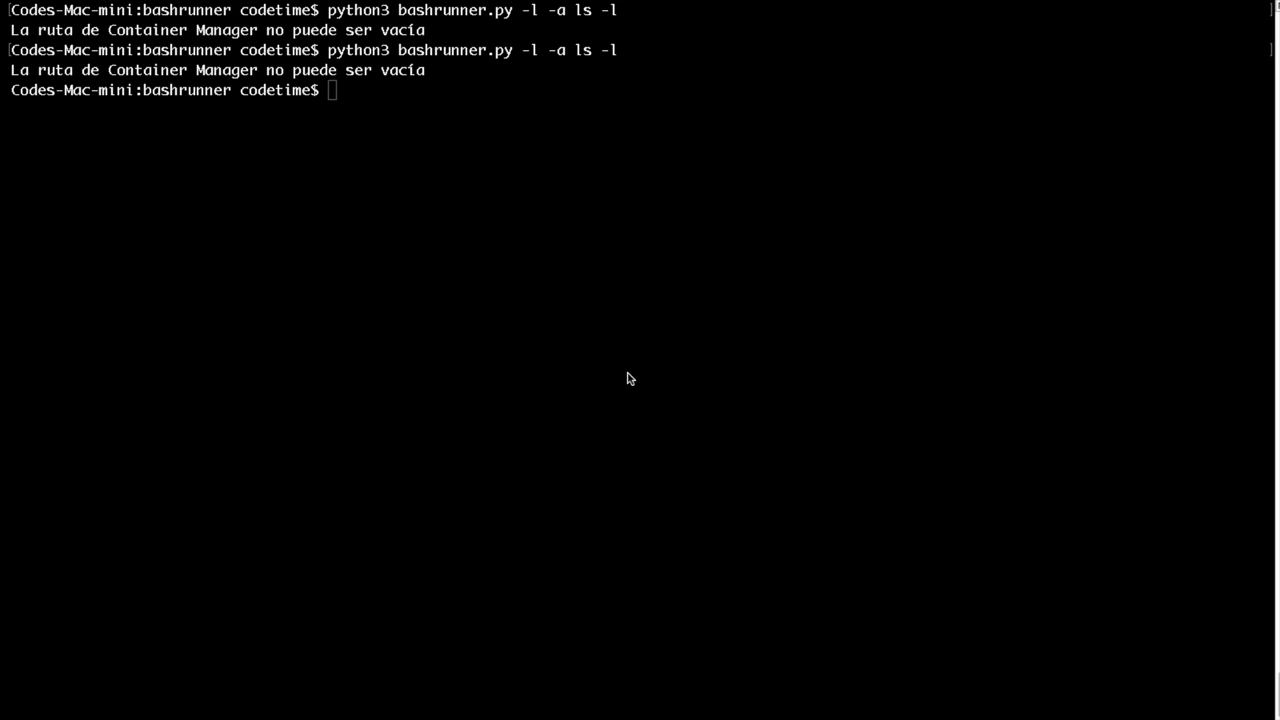 [Codes-Mac-mini:bashrunner codetime$ python3 bashrunner.py -l -a ls -l ]
La ruta de Container Manager no puede ser vacía
[Codes-Mac-mini:bashrunner codetime$ python3 bashrunner.py -l -a ls -l ]
La ruta de Container Manager no puede ser vacía
Codes-Mac-mini:bashrunner codetime$